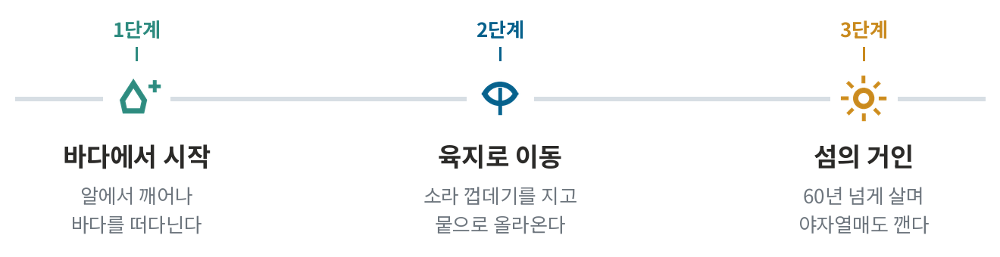 1단계
바다에서 시작
알에서 깨어나
바다를 떠다닌다
2단계
육지로 이동
소라 껍데기를 지고
뭍으로 올라온다
3단계
섬의 거인
60년 넘게 살며
야자열매도 깬다